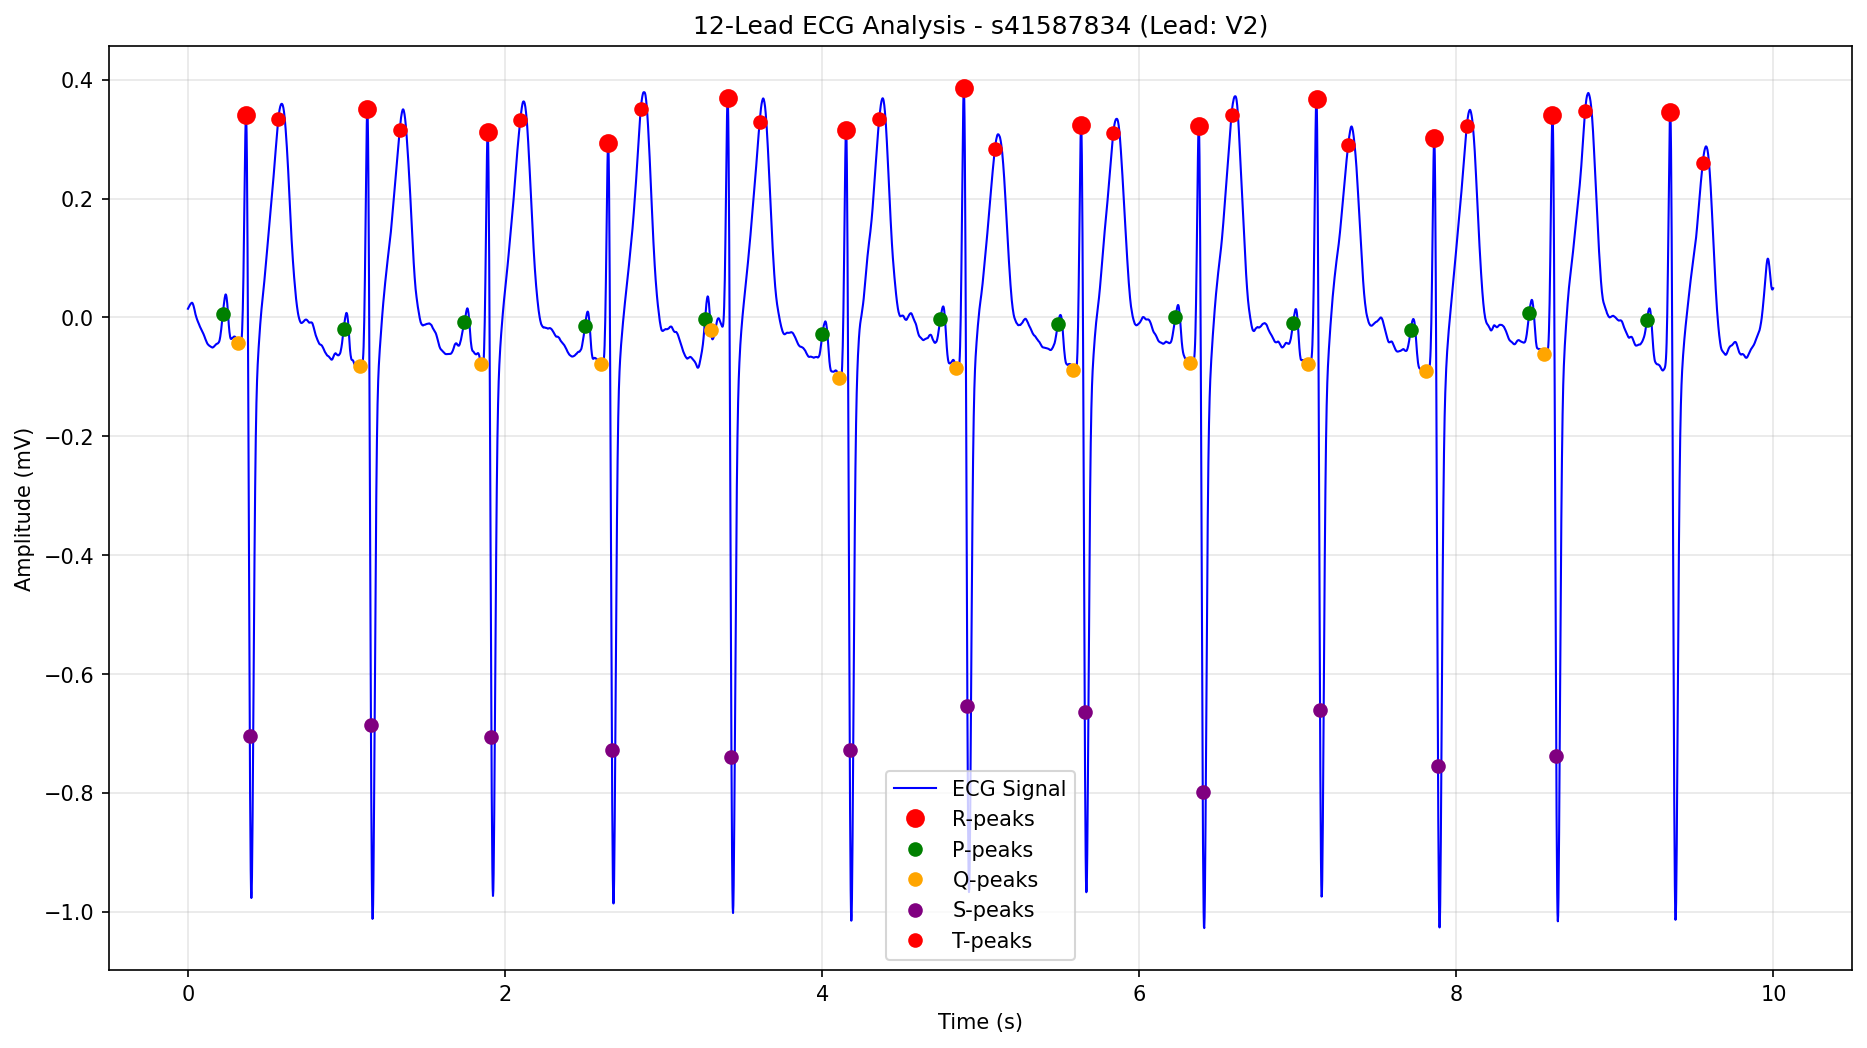 12-Lead ECG Analysis - s41587834 (Lead: V2)
Amplitude (mV)
0.4
0.2
0.0
−0.2
−0.4
−0.6
−0.8
−1.0
ECG Signal
R-peaks
P-peaks
Q-peaks
S-peaks
T-peaks
0 2 4 6 8 10
Time (s)